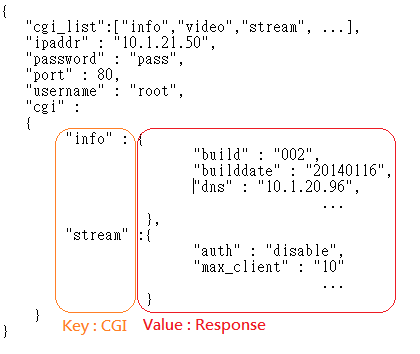 {
"cgi_list":["info","video","stream", ...],
"ipaddr" : "10.1.21.50",
"password" : "pass",
"port" : 80,
"username" : "root",
"cgi" :
{
"info" : {
"build" : "002",
"builddate" : "20140116",
"dns" : "10.1.20.96",
...
},
"stream" :{
"auth" : "disable",
"max_client" : "10"
...
}
}
Key : CGI Value : Response
}